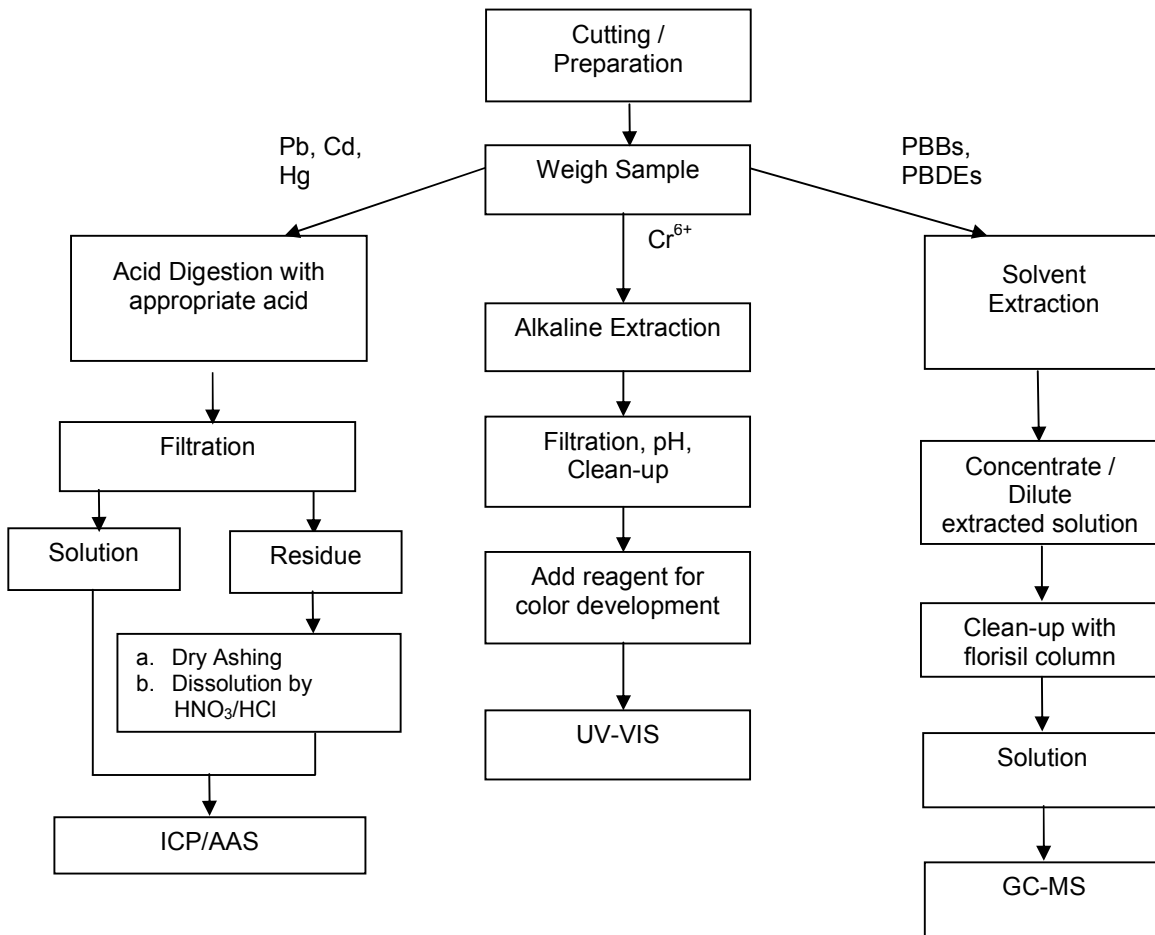 Cutting /
Preparation
Pb, Cd,
Hg
Weigh Sample
PBBs,
PBDEs
Cr⁶⁺
Acid Digestion with
appropriate acid
Alkaline Extraction
Solvent
Extraction
Filtration
Filtration, pH,
Clean-up
Concentrate /
Dilute
extracted solution
Solution
Residue
Add reagent for
color development
a. Dry Ashing
b. Dissolution by
HNO₃/HCl
Clean-up with
florisil column
UV-VIS
Solution
ICP/AAS
GC-MS